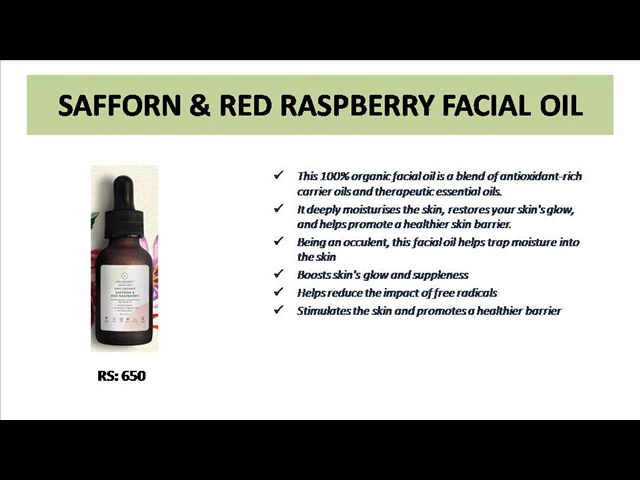 SAFFORN & RED RASPBERRY FACIAL OIL
✓ This 100% organic facial oil is a blend of antioxidant-rich
carrier oils and therapeutic essential oils.
✓ It deeply moisturises the skin, restores your skin's glow,
and helps promote a healthier skin barrier.
✓ Being an occulent, this facial oil helps trap moisture into
the skin
✓ Boosts skin's glow and suppleness
✓ Helps reduce the impact of free radicals
✓ Stimulates the skin and promotes a healthier barrier
SAFFRON &
RED RASPBERRY
RS: 650